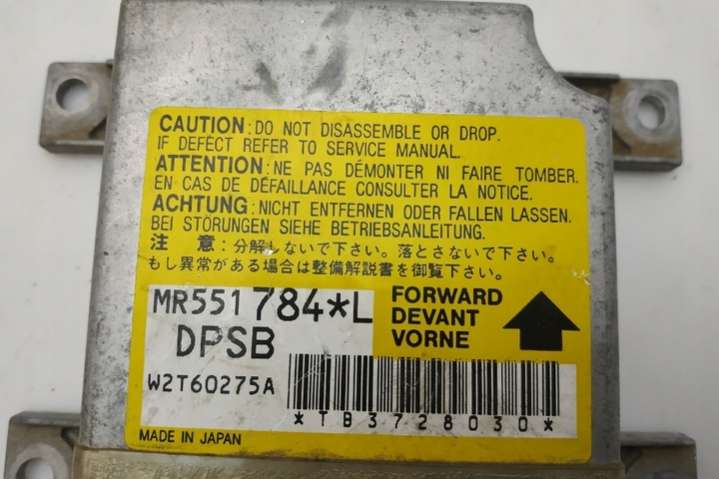 CAUTION: DO NOT DISASSEMBLE OR DROP.
IF DEFECT REFER TO SERVICE MANUAL.
ATTENTION: NE PAS DÉMONTER NI FAIRE TOMBER.
EN CAS DE DÉFAILLANCE CONSULTER LA NOTICE.
ACHTUNG: NICHT ENTFERNEN ODER FALLEN LASSEN.
BEI STÖRUNGEN SIEHE BETRIEBSANLEITUNG.
注 意:分解しないで下さい。落とさないで下さい。
もし異常がある場合は整備解説書を御覧下さい。
MR551784*L
DPSB
W2T60275A
FORWARD
DEVANT
VORNE
*TB3728030*
MADE IN JAPAN